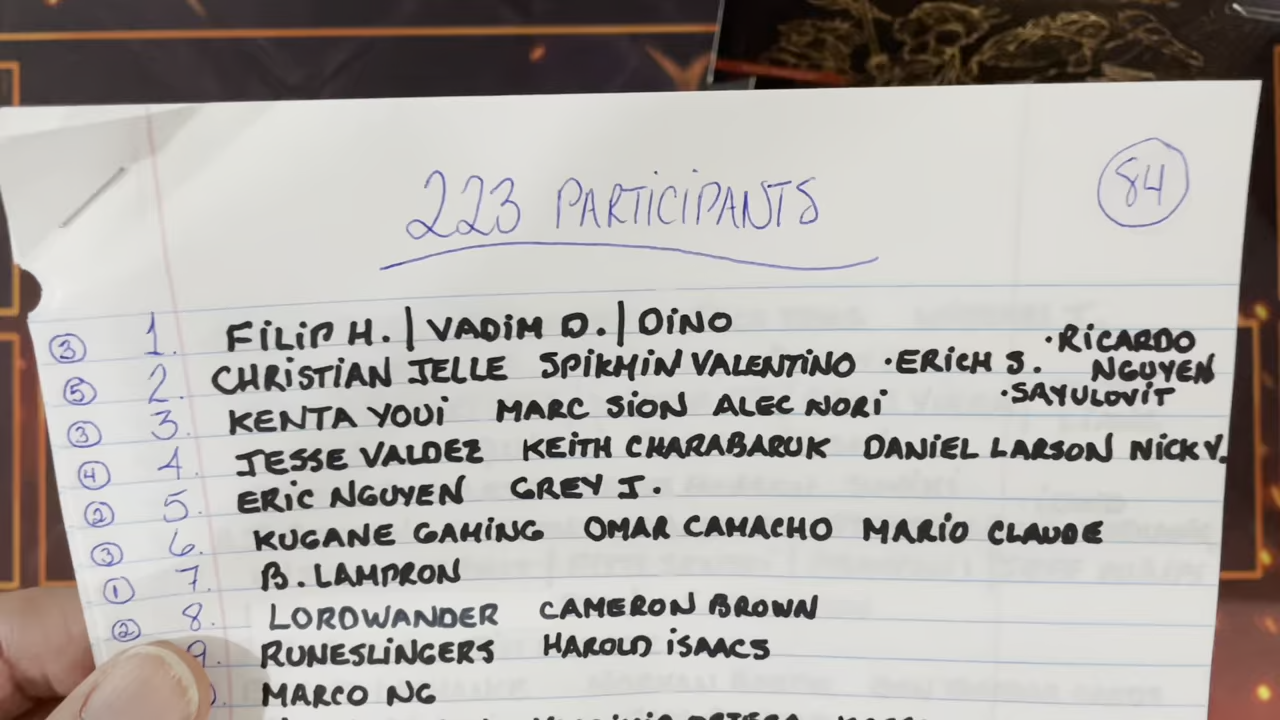 223 PARTICIPANTS
84
3 1. FiLiP H. | VADiM D. | DiNO
5 2. CHRiSTiAN JELLE SPiKMiN VALENTiNO ·ERiCH S. ·RiCARDO NGUYEN
·SAYULOViT
3 3. KENTA YOUi MARC SiON ALEC NORi
4 4. JESSE VALDEZ KEiTH CHARABARUK DANiEL LARSON NiCK V.
2 5. ERiC NGUYEN GREY J.
3 6. KUGANE GAMiNG OMAR CAMACHO MARiO CLAUDE
1 7. B. LAMPRON
2 8. LORDWANDER CAMERON BROWN
9. RUNESLiNGERS HAROLD iSAACS
MARCO NG